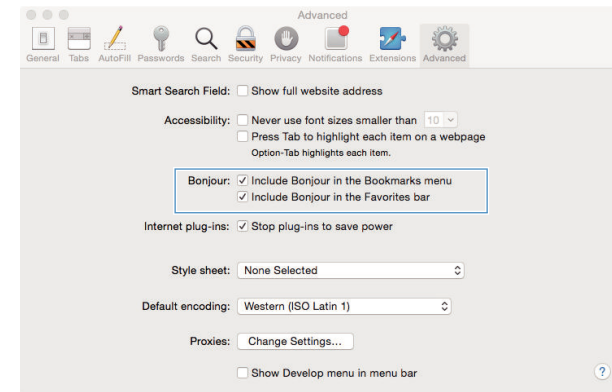 Advanced
General Tabs AutoFill Passwords Search Security Privacy Notifications Extensions Advanced
Smart Search Field: Show full website address
Accessibility: Never use font sizes smaller than 10
Press Tab to highlight each item on a webpage
Option-Tab highlights each item.
Bonjour: Include Bonjour in the Bookmarks menu
Include Bonjour in the Favorites bar
Internet plug-ins: Stop plug-ins to save power
Style sheet: None Selected
Default encoding: Western (ISO Latin 1)
Proxies: Change Settings...
Show Develop menu in menu bar
?